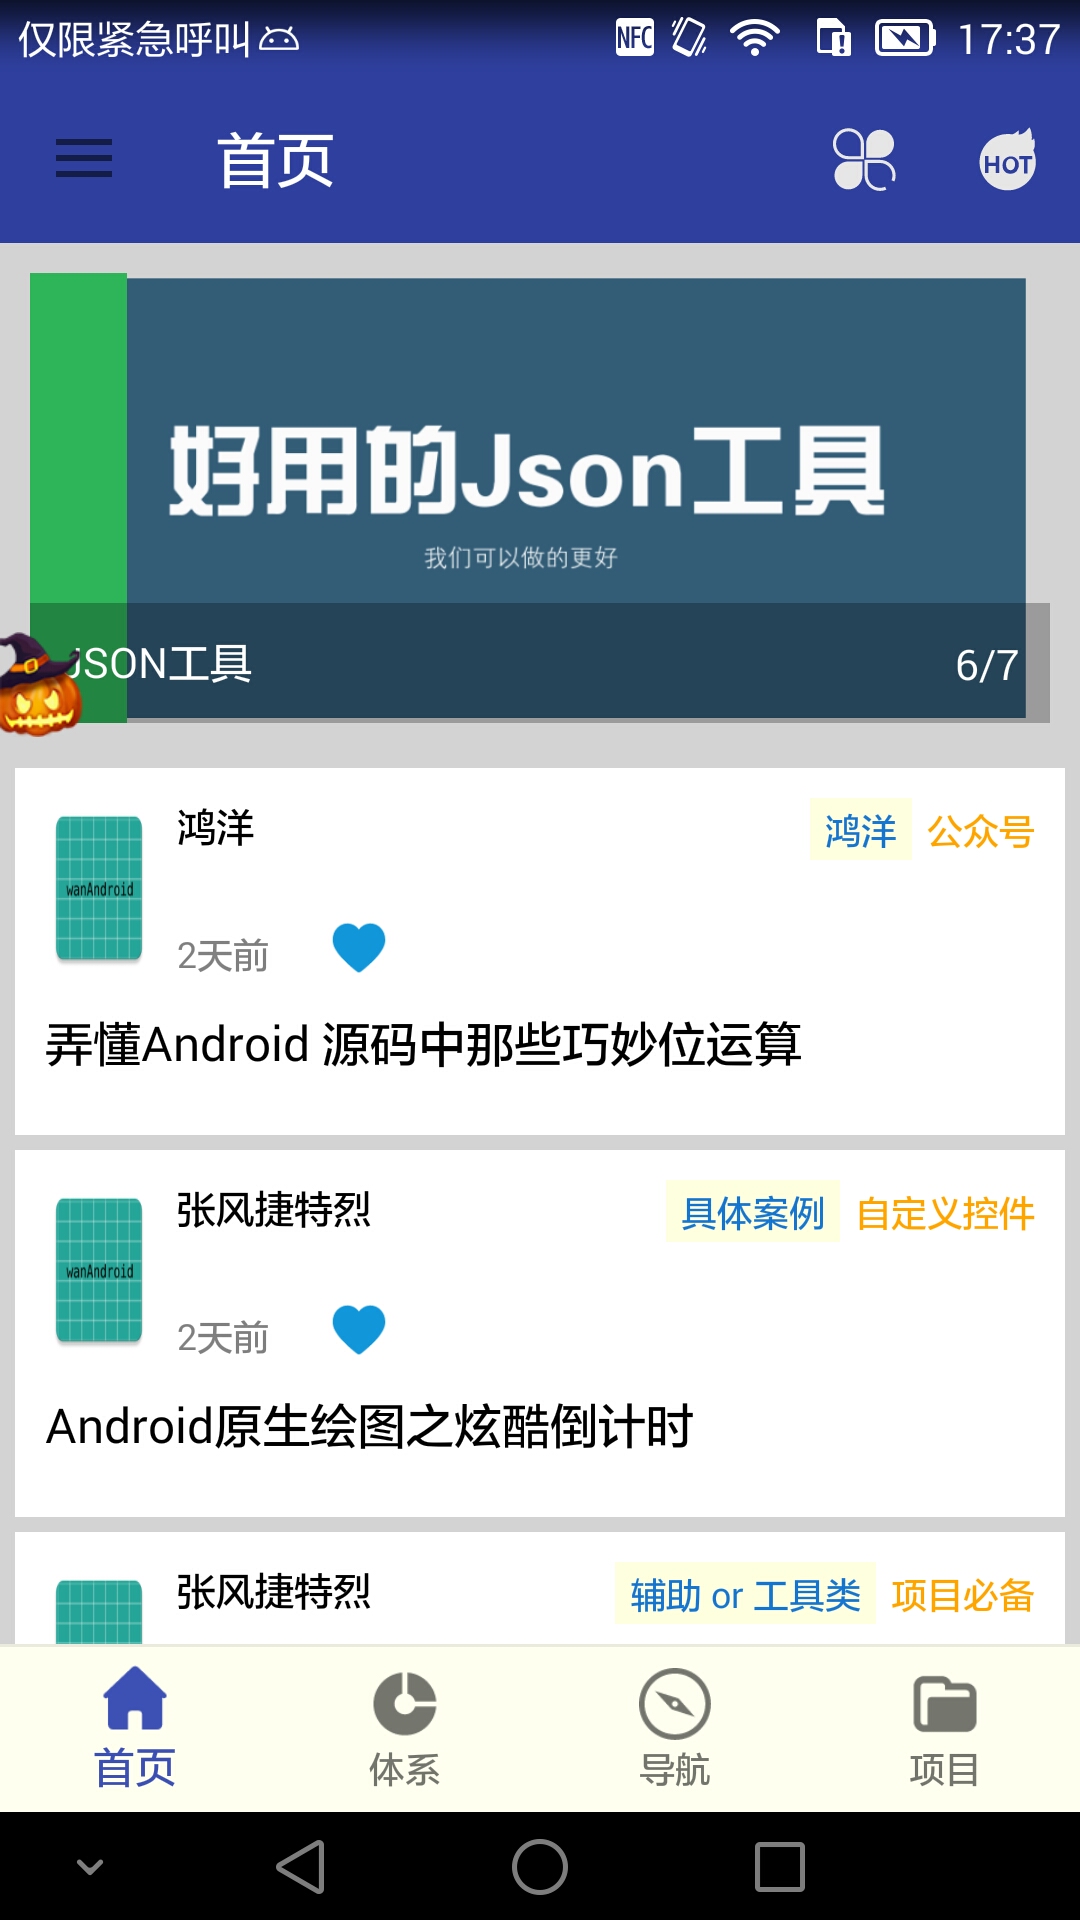 仅限紧急呼叫 NFC 17:37
首页 HOT
好用的Json工具
我们可以做的更好
JSON工具 6/7
鸿洋 鸿洋 公众号
wanAndroid
2天前
弄懂Android 源码中那些巧妙位运算
张风捷特烈 具体案例 自定义控件
wanAndroid
2天前
Android原生绘图之炫酷倒计时
张风捷特烈 辅助 or 工具类 项目必备
首页 体系 导航 项目